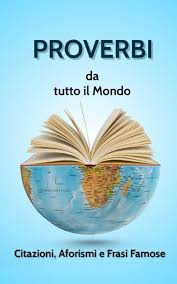 PROVERBI
da
tutto il Mondo
Citazioni, Aforismi e Frasi Famose